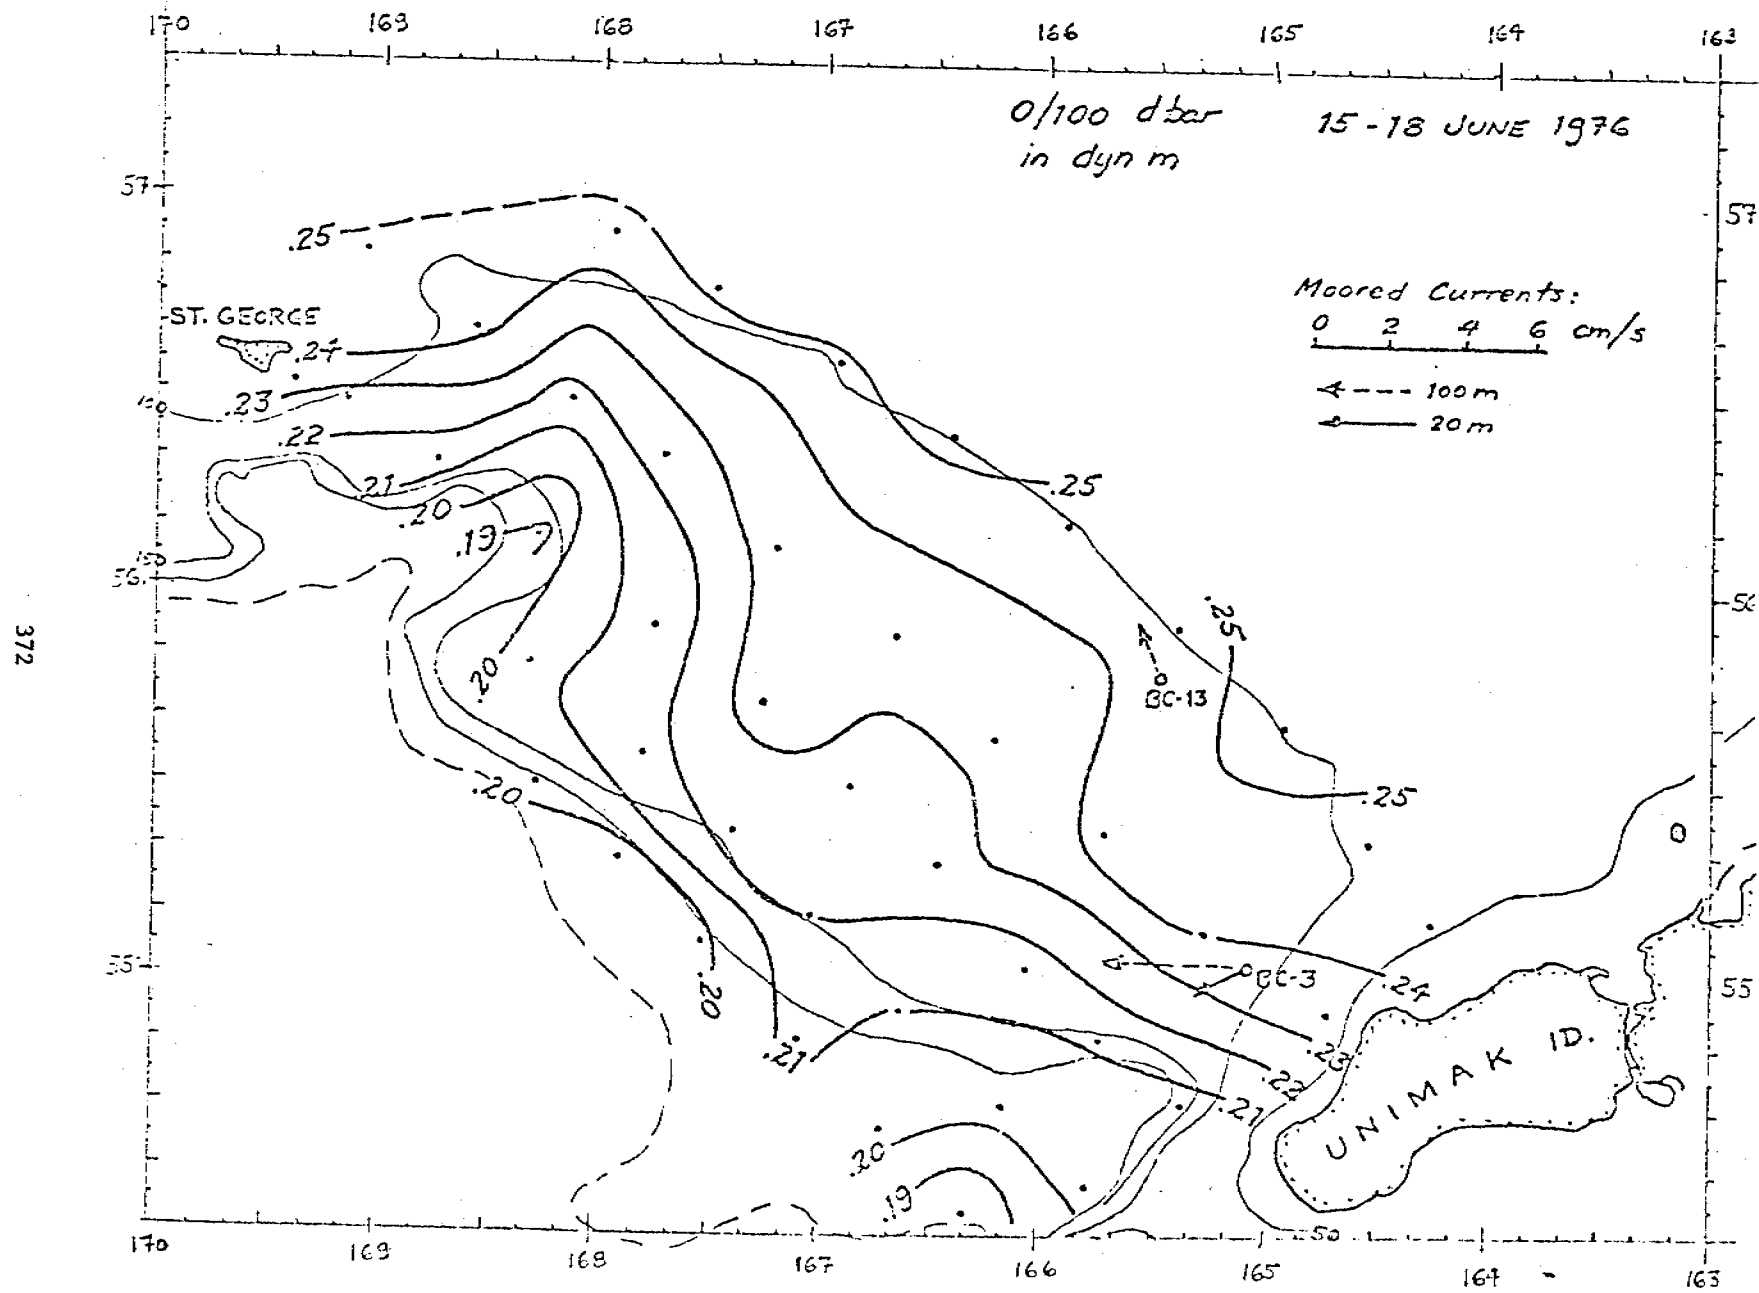 170 169 168 167 166 165 164 163
0/100 dbar 15-18 JUNE 1976
in dyn m
57
57
.25
Moored Currents:
0 2 4 6 cm/s
ST. GEORGE
.24
100 m
.23
20 m
.22
.21
.25
.20
.19
.25
.20
BC-13
.20
.25
372
BC-3
55
55
.24
.20
.21
.23
.22
.21
UNIMAK ID.
.20
.19
50
170 169 168 167 166 165 164 163